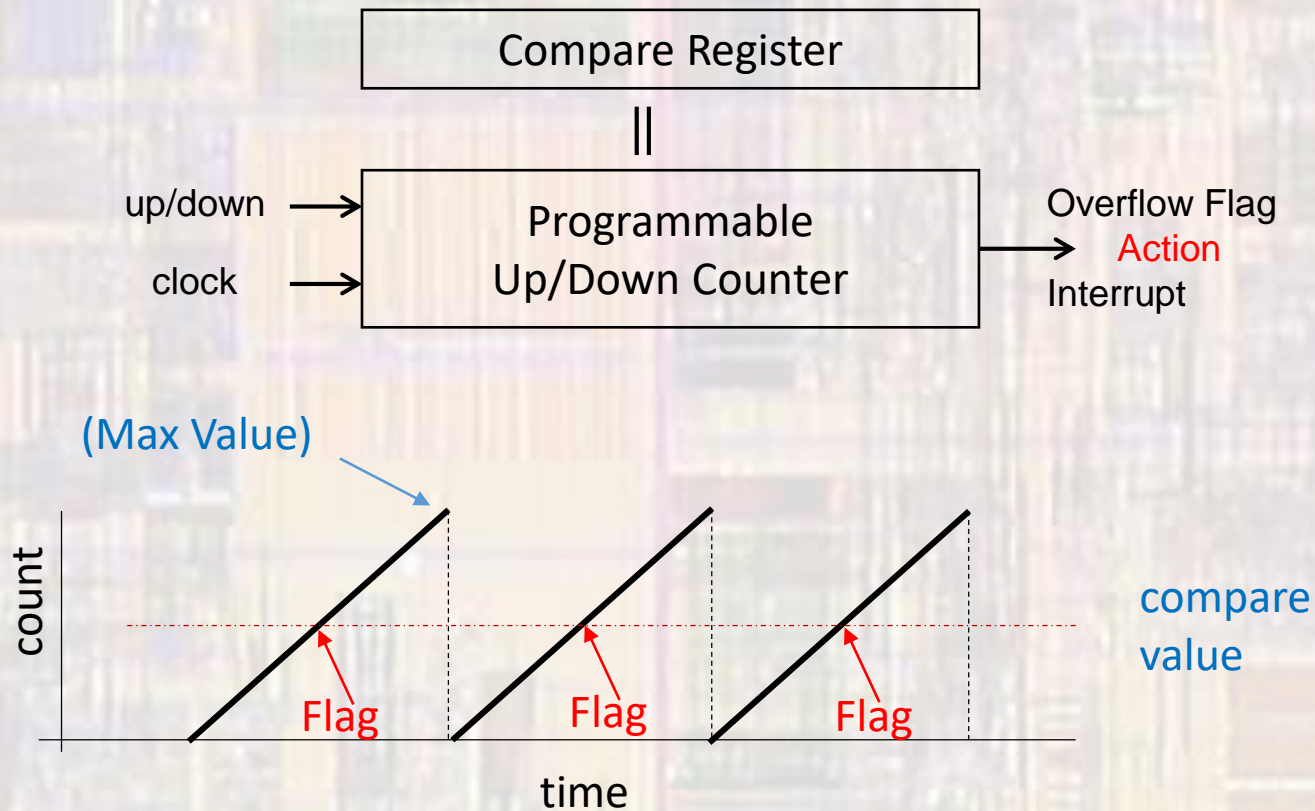 Compare Register
||
up/down
clock
Programmable
Up/Down Counter
Overflow Flag
Action
Interrupt
(Max Value)
count
Flag
Flag
Flag
compare
value
time